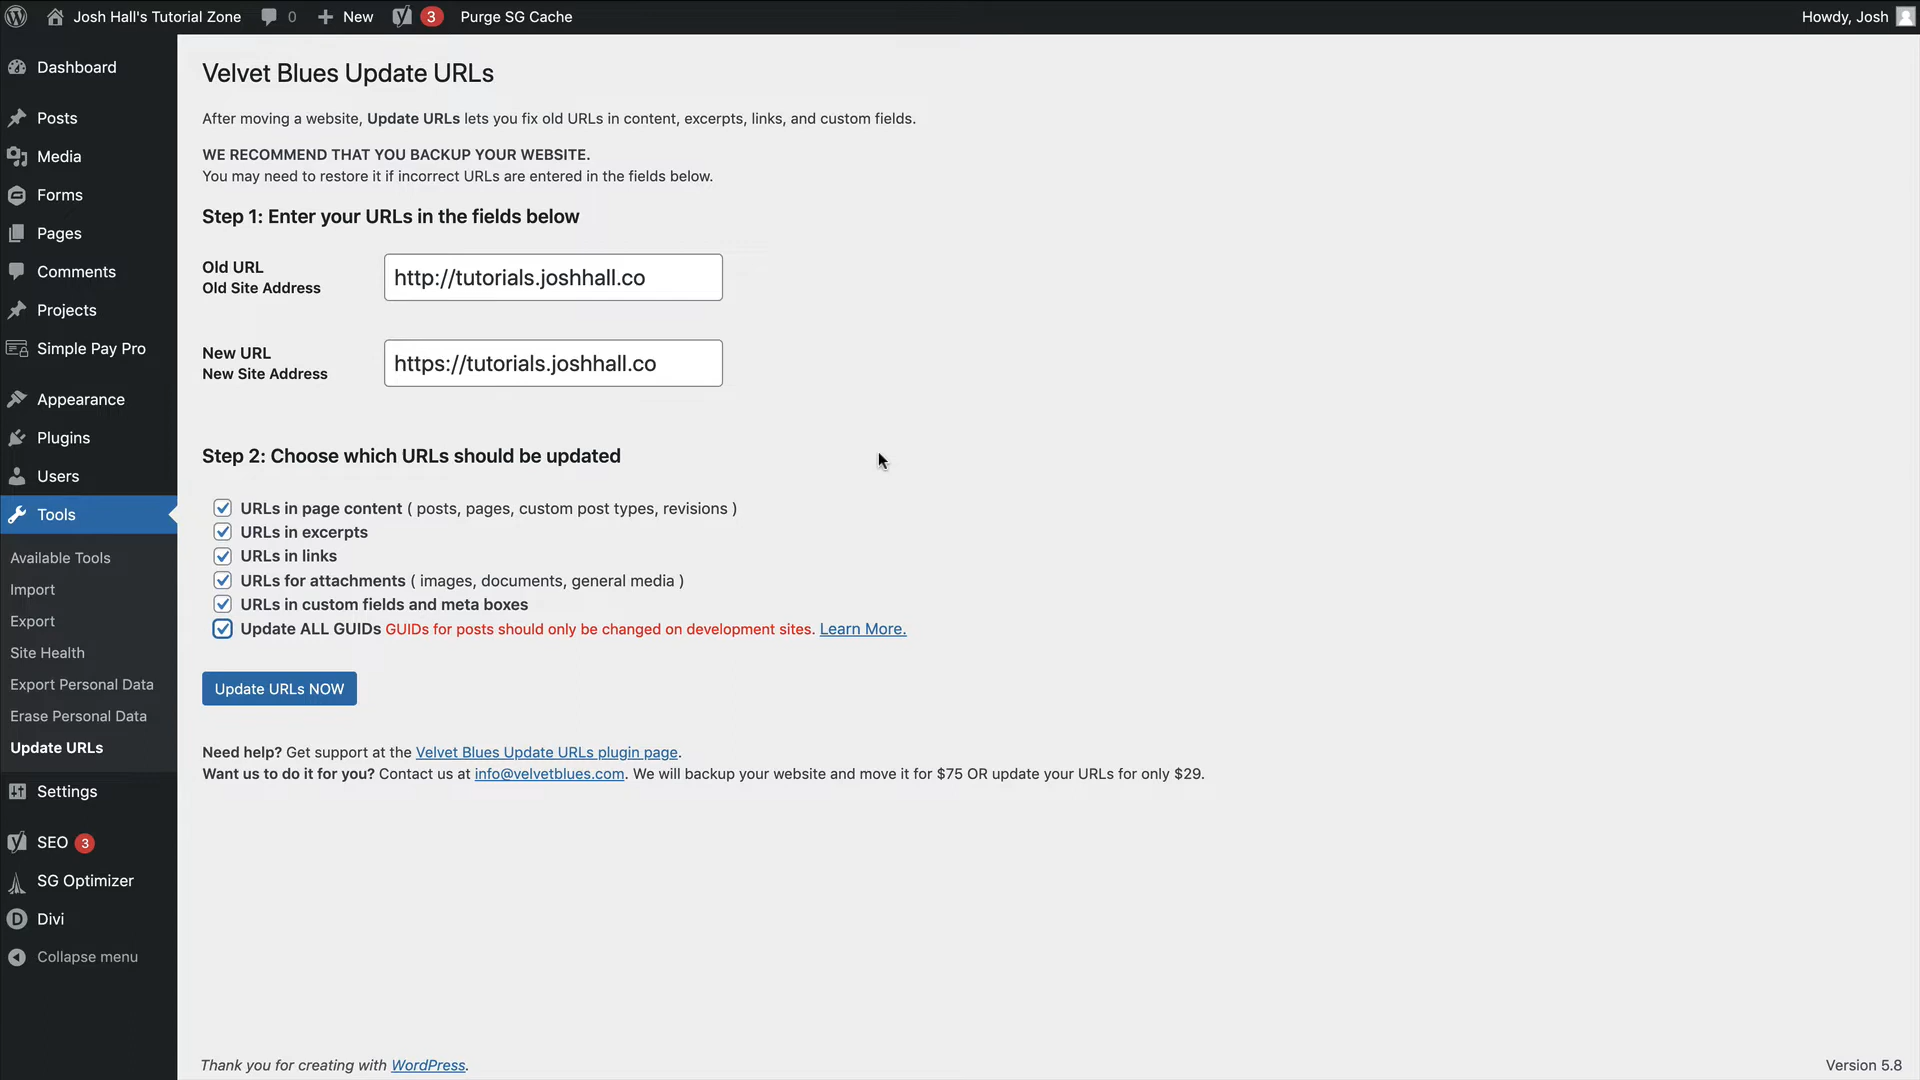 Josh Hall's Tutorial Zone 0 New 3 Purge SG Cache Howdy, Josh
Dashboard
Posts
Media
Forms
Pages
Comments
Projects
Simple Pay Pro
Appearance
Plugins
Users
Tools
Available Tools
Import
Export
Site Health
Export Personal Data
Erase Personal Data
Update URLs
Settings
SEO 3
SG Optimizer
Divi
Collapse menu
Velvet Blues Update URLs
After moving a website, Update URLs lets you fix old URLs in content, excerpts, links, and custom fields.
WE RECOMMEND THAT YOU BACKUP YOUR WEBSITE.
You may need to restore it if incorrect URLs are entered in the fields below.
Step 1: Enter your URLs in the fields below
Old URL
Old Site Address
http://tutorials.joshhall.co
New URL
New Site Address
https://tutorials.joshhall.co
Step 2: Choose which URLs should be updated
URLs in page content ( posts, pages, custom post types, revisions )
URLs in excerpts
URLs in links
URLs for attachments ( images, documents, general media )
URLs in custom fields and meta boxes
Update ALL GUIDs GUIDs for posts should only be changed on development sites. Learn More.
Update URLs NOW
Need help? Get support at the Velvet Blues Update URLs plugin page.
Want us to do it for you? Contact us at info@velvetblues.com. We will backup your website and move it for $75 OR update your URLs for only $29.
Thank you for creating with WordPress. Version 5.8